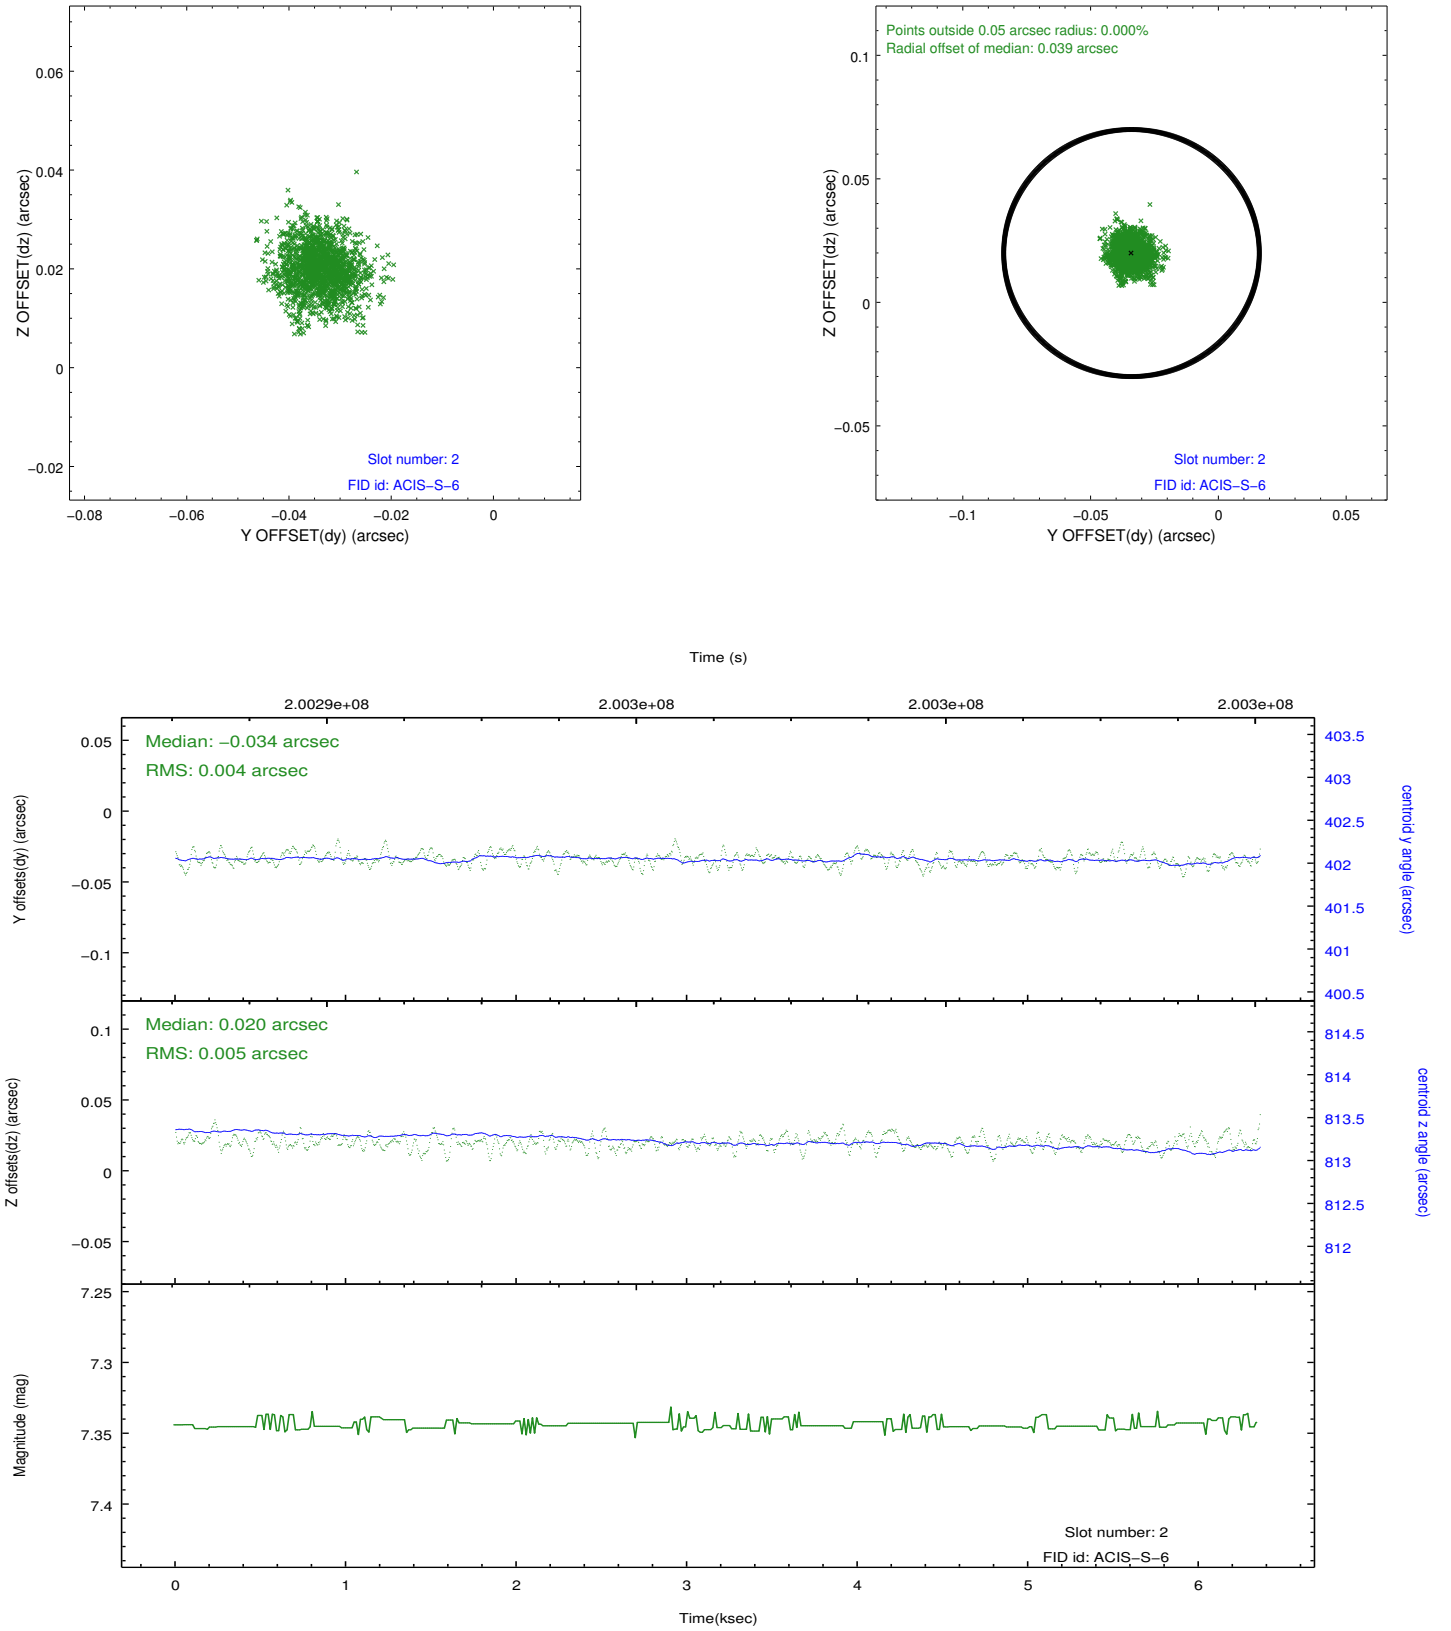 0.06
0.04
0.02
0
−0.02
−0.08
−0.06
−0.04
−0.02
0
Z OFFSET(dz) (arcsec)
Y OFFSET(dy) (arcsec)
Slot number: 2
FID id: ACIS−S−6
Points outside 0.05 arcsec radius: 0.000%
Radial offset of median: 0.039 arcsec
0.1
0.05
0
−0.05
−0.1
−0.05
0
0.05
Z OFFSET(dz) (arcsec)
Y OFFSET(dy) (arcsec)
Slot number: 2
FID id: ACIS−S−6
Time (s)
2.0029e+08
2.003e+08
2.003e+08
2.003e+08
Median: −0.034 arcsec
RMS: 0.004 arcsec
0.05
0
−0.05
−0.1
Y offsets(dy) (arcsec)
403.5
403
402.5
402
401.5
401
400.5
centroid y angle (arcsec)
Median: 0.020 arcsec
RMS: 0.005 arcsec
0.1
0.05
0
−0.05
Z offsets(dz) (arcsec)
814.5
814
813.5
813
812.5
812
centroid z angle (arcsec)
7.25
7.3
7.35
7.4
Magnitude (mag)
Slot number: 2
FID id: ACIS−S−6
0
1
2
3
4
5
6
Time(ksec)